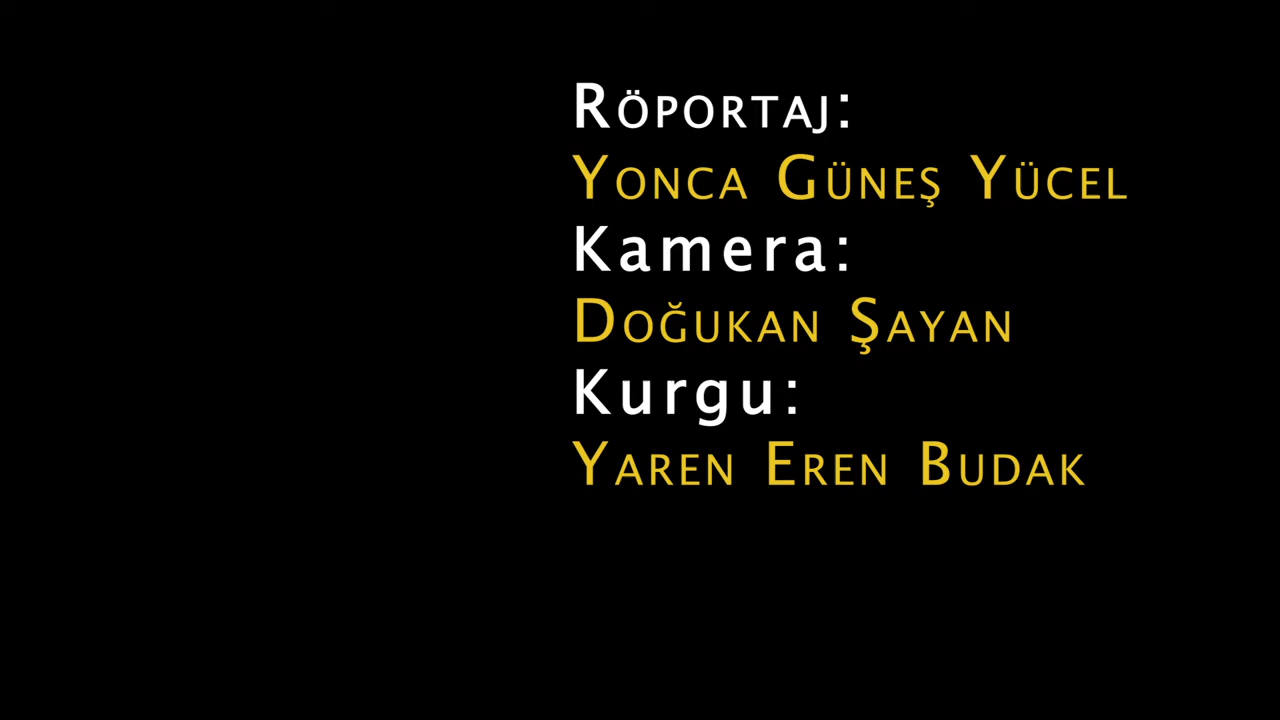 Röportaj:
Yonca Güneş Yücel
Kamera:
Doğukan Şayan
Kurgu:
Yaren Eren Budak